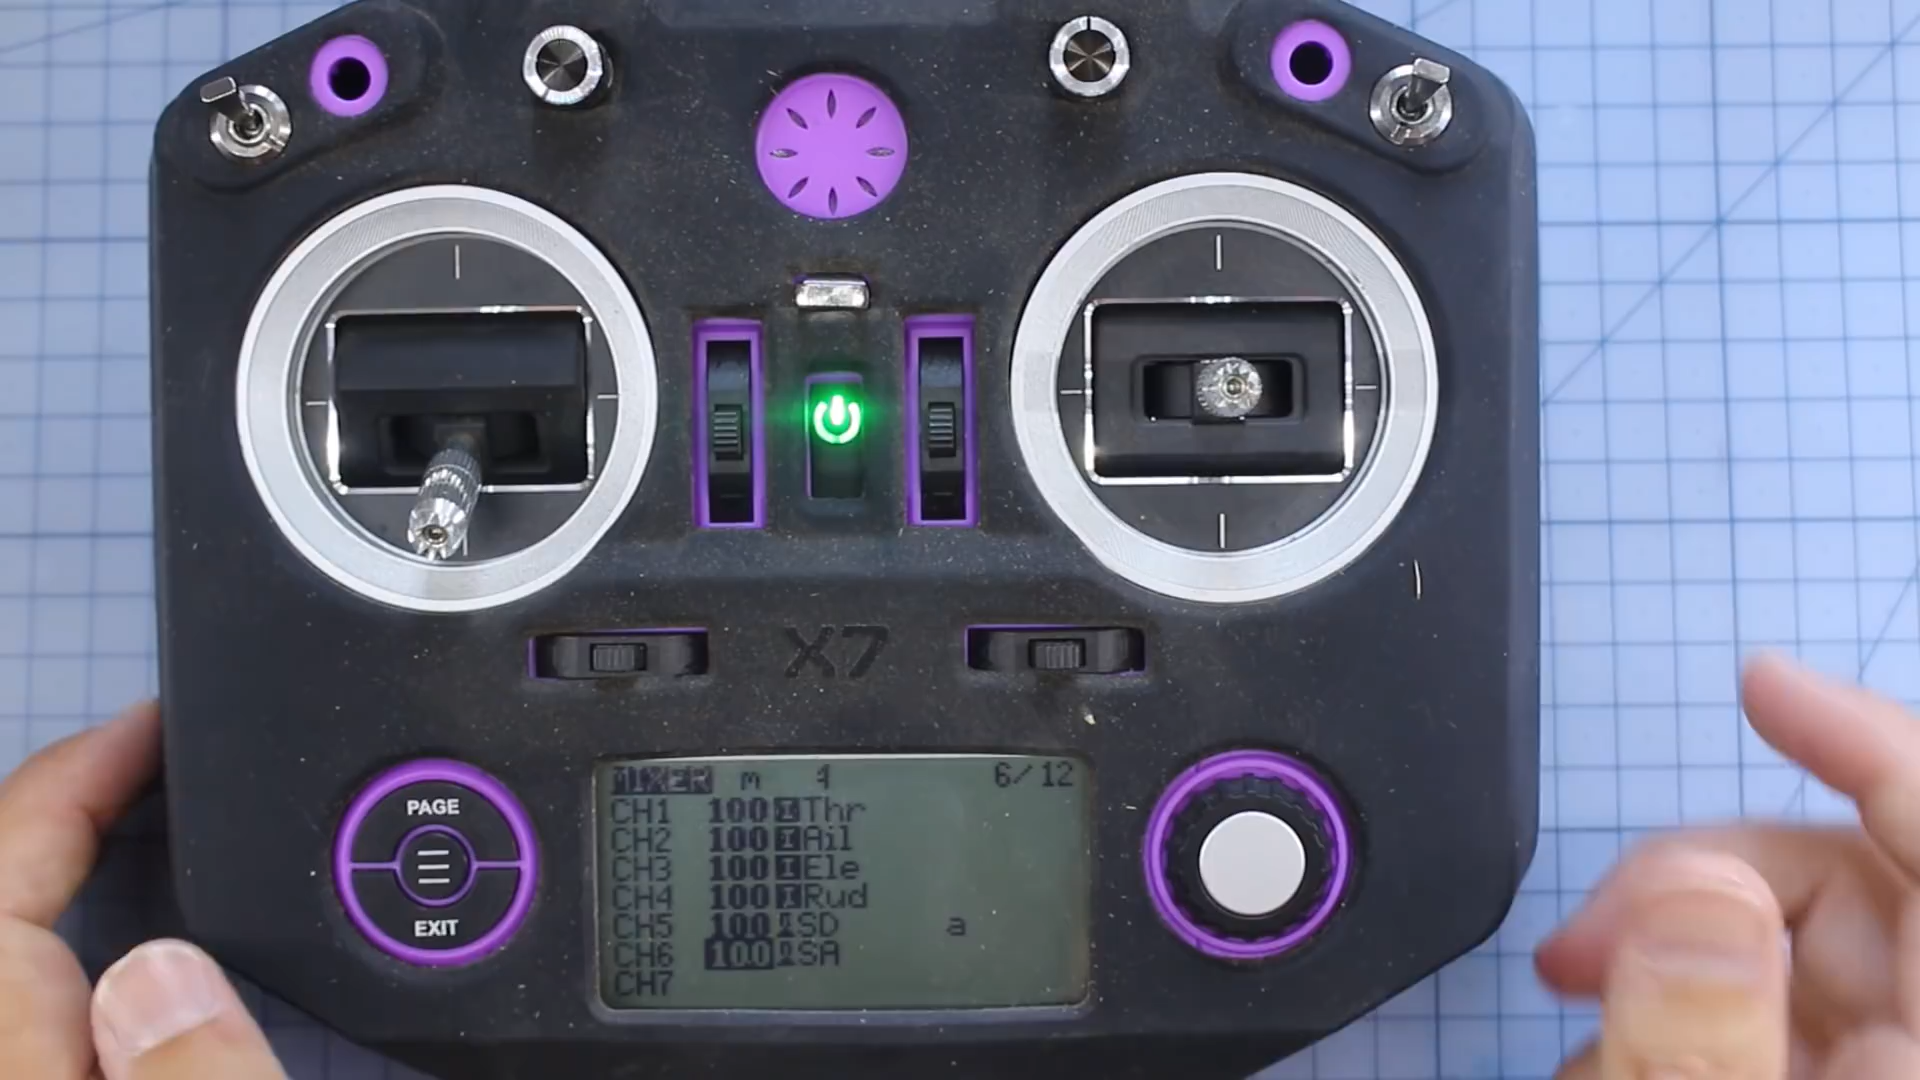 X7
PAGE
EXIT
MIXER 6/12
CH1 100 I Thr
CH2 100 I Ail
CH3 100 I Ele
CH4 100 I Rud
CH5 100 SD a
CH6 100 SA
CH7